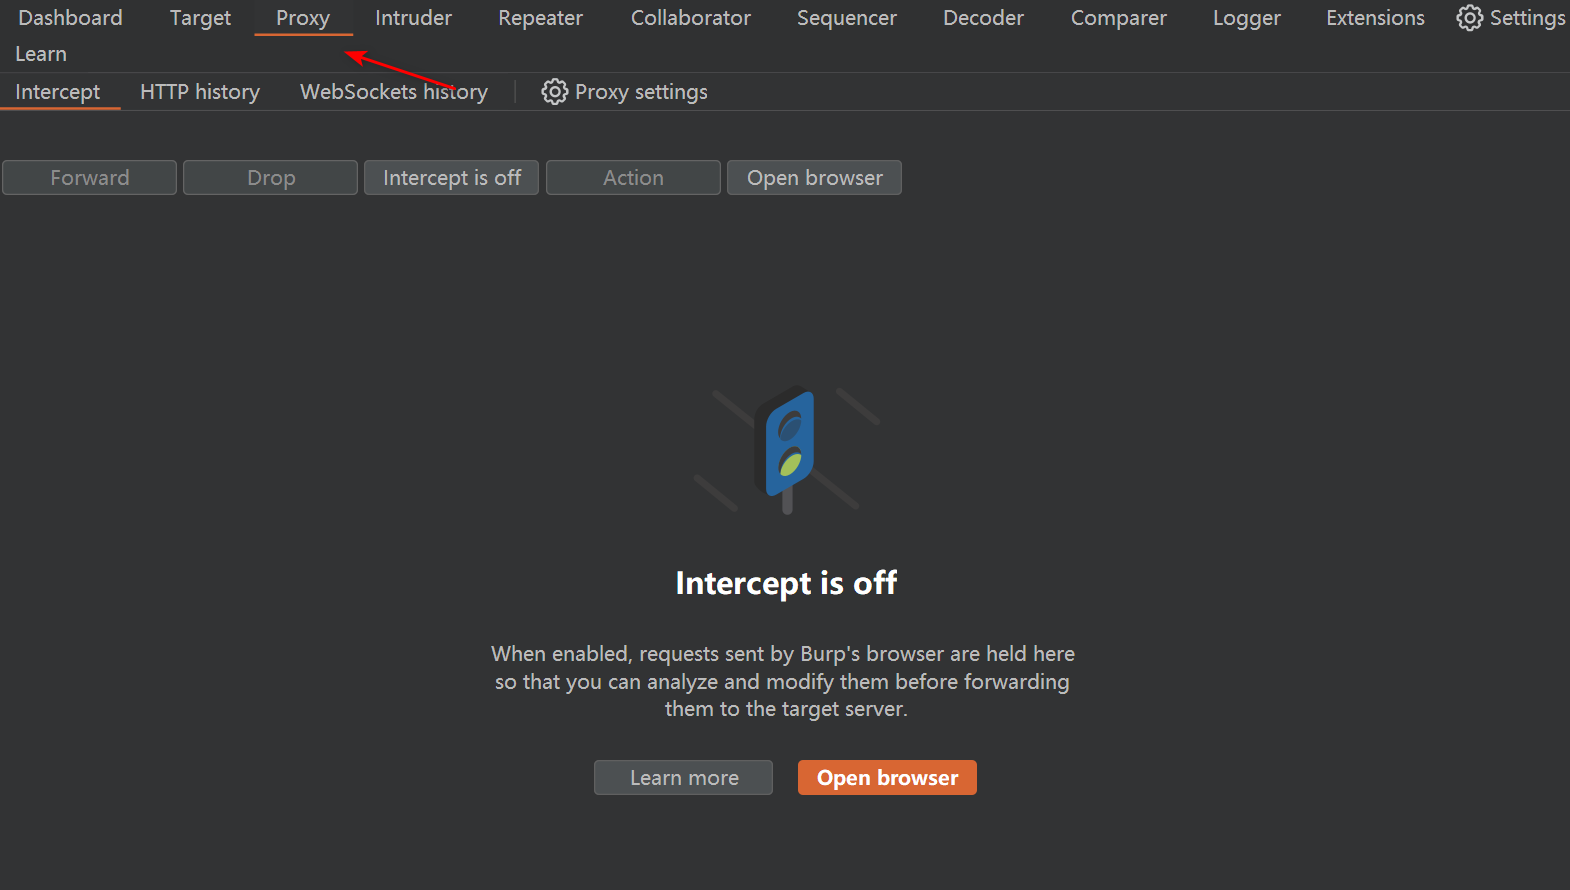 Dashboard Target Proxy Intruder Repeater Collaborator Sequencer Decoder Comparer Logger Extensions Settings
Learn
Intercept HTTP history WebSockets history Proxy settings
Forward Drop Intercept is off Action Open browser
Intercept is off
When enabled, requests sent by Burp's browser are held here
so that you can analyze and modify them before forwarding
them to the target server.
Learn more Open browser